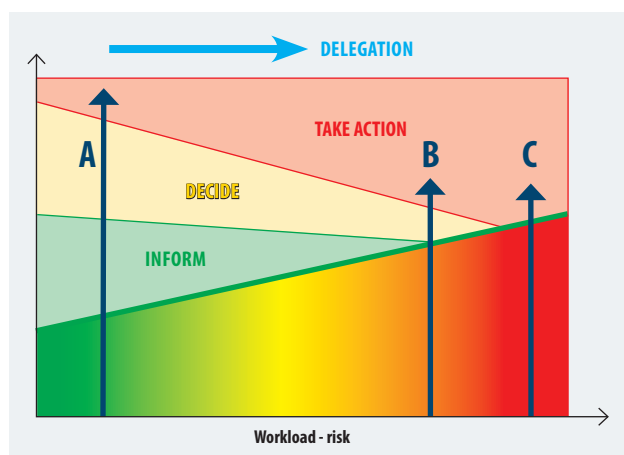 DELEGATION
TAKE ACTION
A
B
C
DECIDE
INFORM
Workload - risk